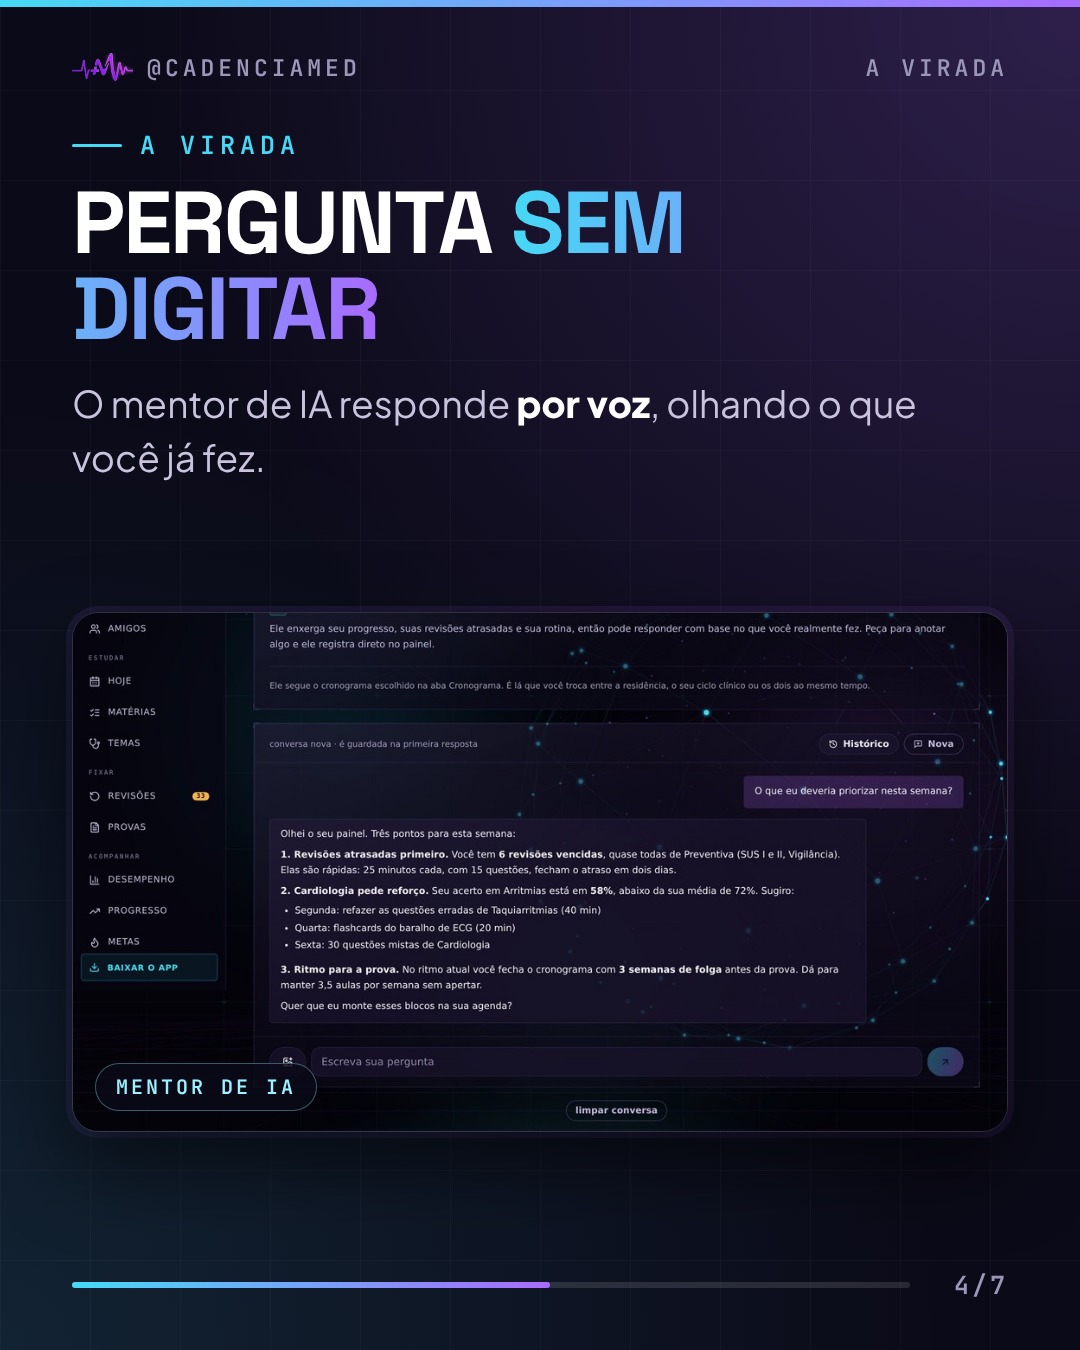 @CADENCIAMED
A VIRADA
A VIRADA
PERGUNTA SEM
DIGITAR
O mentor de IA responde por voz, olhando o que
você já fez.
AMIGOS
ESTUDAR
HOJE
MATÉRIAS
TEMAS
FIXAR
REVISÕES 33
PROVAS
ACOMPANHAR
DESEMPENHO
PROGRESSO
METAS
BAIXAR O APP
Ele enxerga seu progresso, suas revisões atrasadas e sua rotina, então pode responder com base no que você realmente fez. Peça para anotar
algo e ele registra direto no painel.
Ele segue o cronograma escolhido na aba Cronograma. É lá que você troca entre a residência, o seu ciclo clínico ou os dois ao mesmo tempo.
conversa nova · é guardada na primeira resposta
Histórico
Nova
O que eu deveria priorizar nesta semana?
Olhei o seu painel. Três pontos para esta semana:
1. Revisões atrasadas primeiro. Você tem 6 revisões vencidas, quase todas de Preventiva (SUS I e II, Vigilância).
Elas são rápidas: 25 minutos cada, com 15 questões, fecham o atraso em dois dias.
2. Cardiologia pede reforço. Seu acerto em Arritmias está em 58%, abaixo da sua média de 72%. Sugiro:
• Segunda: refazer as questões erradas de Taquiarritmias (40 min)
• Quarta: flashcards do baralho de ECG (20 min)
• Sexta: 30 questões mistas de Cardiologia
3. Ritmo para a prova. No ritmo atual você fecha o cronograma com 3 semanas de folga antes da prova. Dá para
manter 3,5 aulas por semana sem apertar.
Quer que eu monte esses blocos na sua agenda?
Escreva sua pergunta
MENTOR DE IA
limpar conversa
4/7